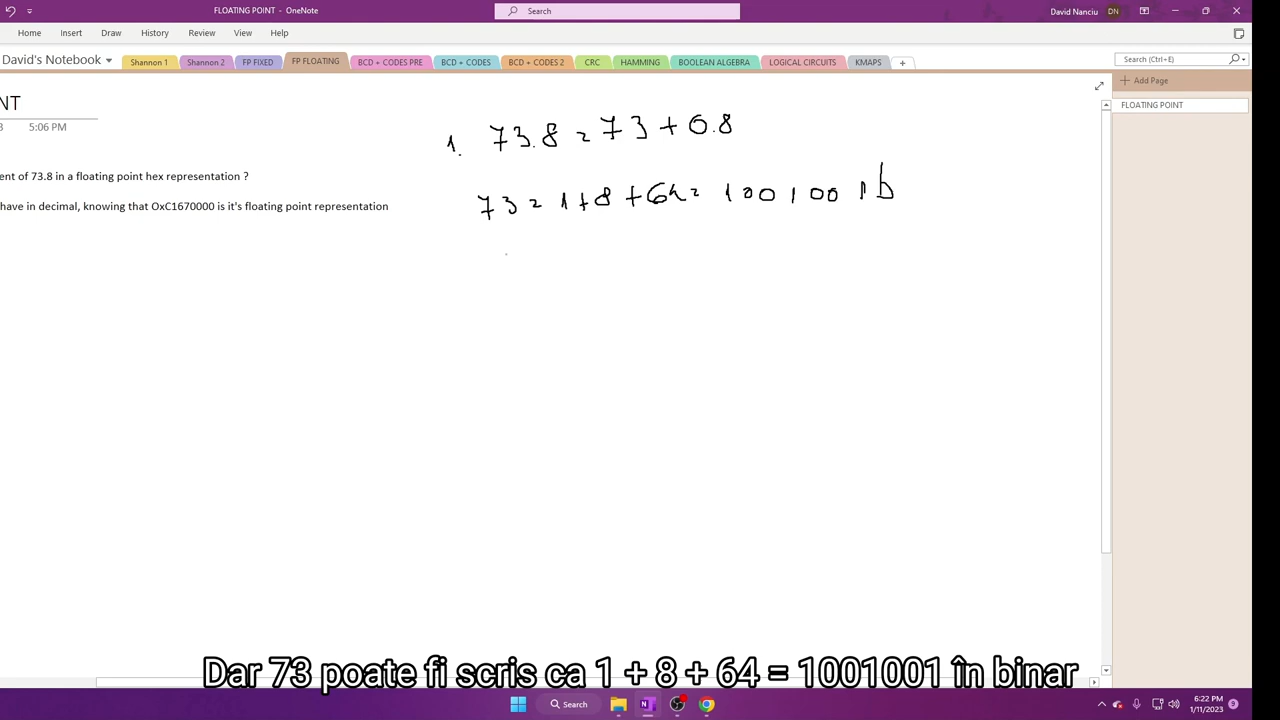 FLOATING POINT - OneNote
Search
David Nanciu DN
Home Insert Draw History Review View Help
David's Notebook
Shannon 1 Shannon 2 FP FIXED FP FLOATING BCD + CODES PRE BCD + CODES BCD + CODES 2 CRC HAMMING BOOLEAN ALGEBRA LOGICAL CIRCUITS KMAPS
Search (Ctrl+E)
Add Page
FLOATING POINT
NT
8 5:06 PM
1. 73.8 = 73 + 0.8
ent of 73.8 in a floating point hex representation ?
73 = 1 + 8 + 64 = 1001001 b
have in decimal, knowing that OxC1670000 is it's floating point representation
Dar 73 poate fi scris ca 1 + 8 + 64 = 1001001 în binar
Search
6:22 PM
1/11/2023